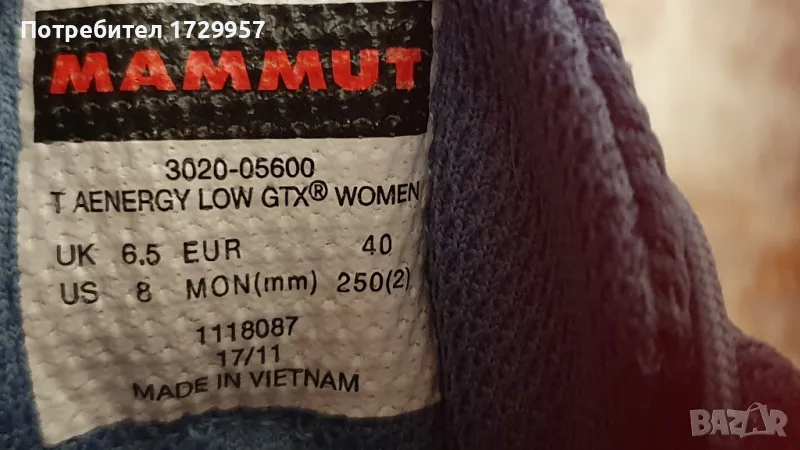 Потребител 1729957
MAMMUT
3020-05600
T AENERGY LOW GTX® WOMEN
UK 6.5 EUR 40
US 8 MON(mm) 250(2)
1118087
17/11
MADE IN VIETNAM
BAZAR